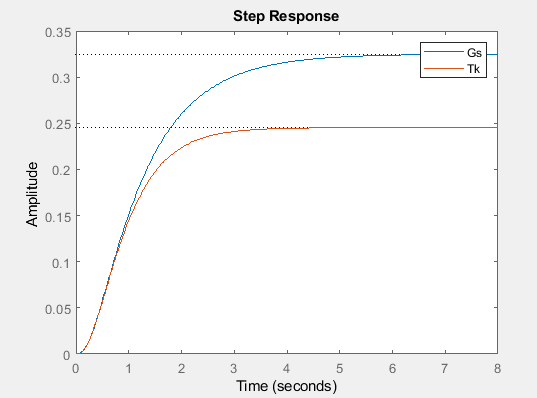 Step Response
0.35
0.3
0.25
0.2
0.15
0.1
0.05
0
Amplitude
Gs
Tk
0 1 2 3 4 5 6 7 8
Time (seconds)